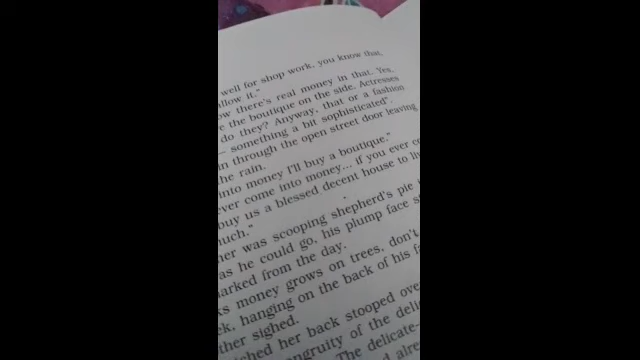 well for shop work, you know that,
allow it."
ow there's real money in that. Yes,
e the boutique on the side. Actresses
do they? Anyway, that or a fashion
— something a bit sophisticated".
n through the open street door leaving
he rain.
into money I'll buy a boutique."
ver come into money... if you ever co
buy us a blessed decent house to liv
uch."
her was scooping shepherd's pie i
as he could go, his plump face s
arked from the day.
ks money grows on trees, don't
ek, hanging on the back of his
ther sighed.
ched her back stooped ove
ongruity of the deli
The delicate-